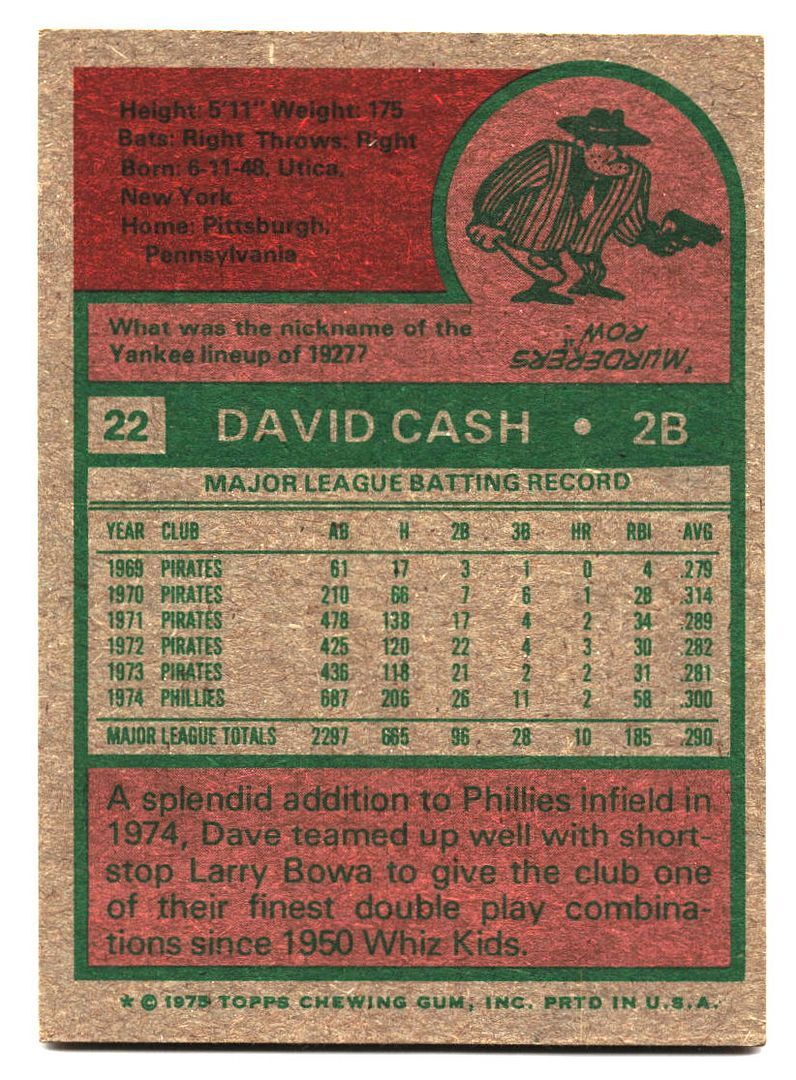 Height: 5'11" Weight: 175
Bats: Right Throws: Right
Born: 6-11-48, Utica,
New York
Home: Pittsburgh,
Pennsylvania
What was the nickname of the
Yankee lineup of 1927?
"MURDERERS
ROW."
22 DAVID CASH • 2B
MAJOR LEAGUE BATTING RECORD
YEAR CLUB AB H 2B 3B HR RBI AVG
1969 PIRATES 61 17 3 1 0 4 .279
1970 PIRATES 210 66 7 6 1 28 .314
1971 PIRATES 478 138 17 4 2 34 .289
1972 PIRATES 425 120 22 4 3 30 .282
1973 PIRATES 436 118 21 2 2 31 .281
1974 PHILLIES 687 206 26 11 2 58 .300
MAJOR LEAGUE TOTALS 2297 665 96 28 10 185 .290
A splendid addition to Phillies infield in
1974, Dave teamed up well with short-
stop Larry Bowa to give the club one
of their finest double play combina-
tions since 1950 Whiz Kids.
* © 1975 TOPPS CHEWING GUM, INC. PRTD IN U.S.A.